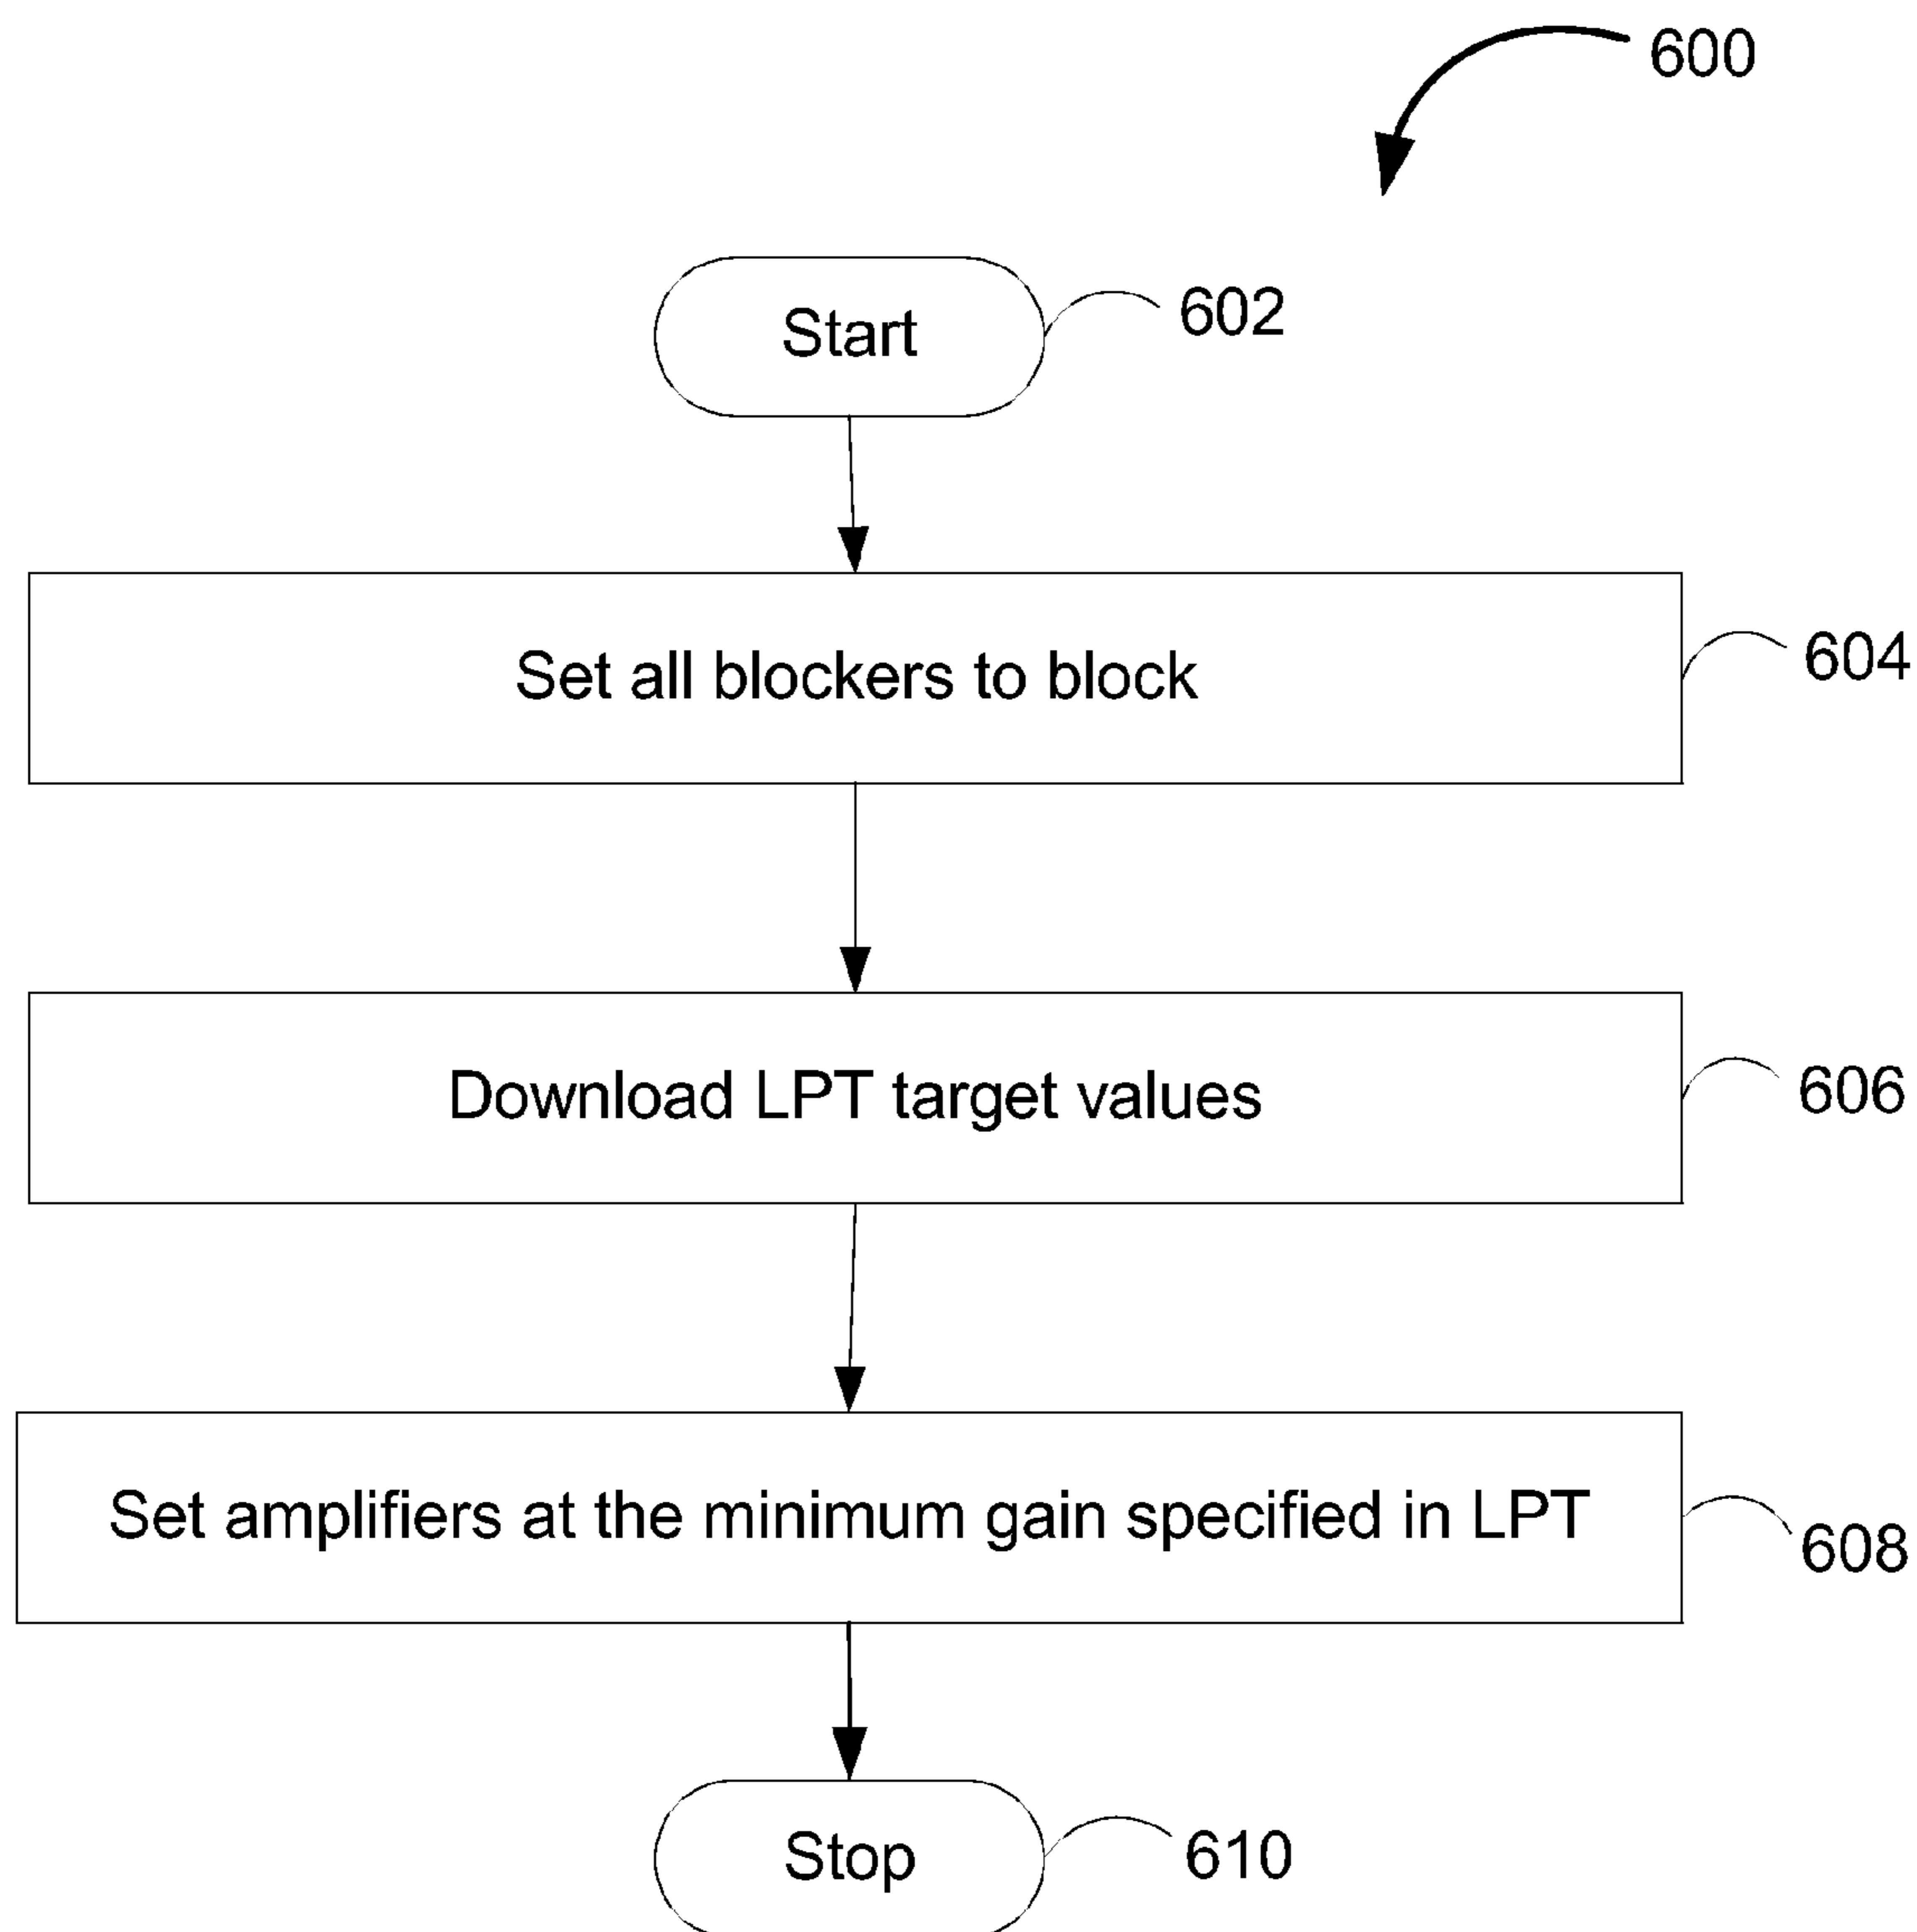 600
Start
602
Set all blockers to block
604
Download LPT target values
606
Set amplifiers at the minimum gain specified in LPT
608
Stop
610